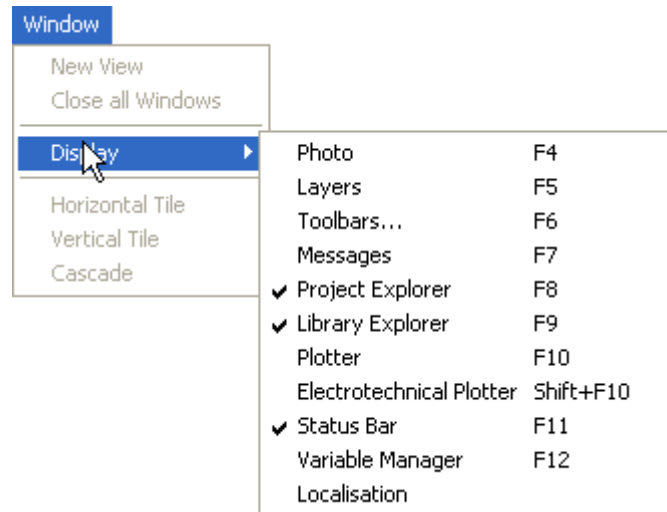 Window
New View
Close all Windows
Display
Horizontal Tile
Vertical Tile
Cascade
Photo F4
Layers F5
Toolbars... F6
Messages F7
Project Explorer F8
Library Explorer F9
Plotter F10
Electrotechnical Plotter Shift+F10
Status Bar F11
Variable Manager F12
Localisation